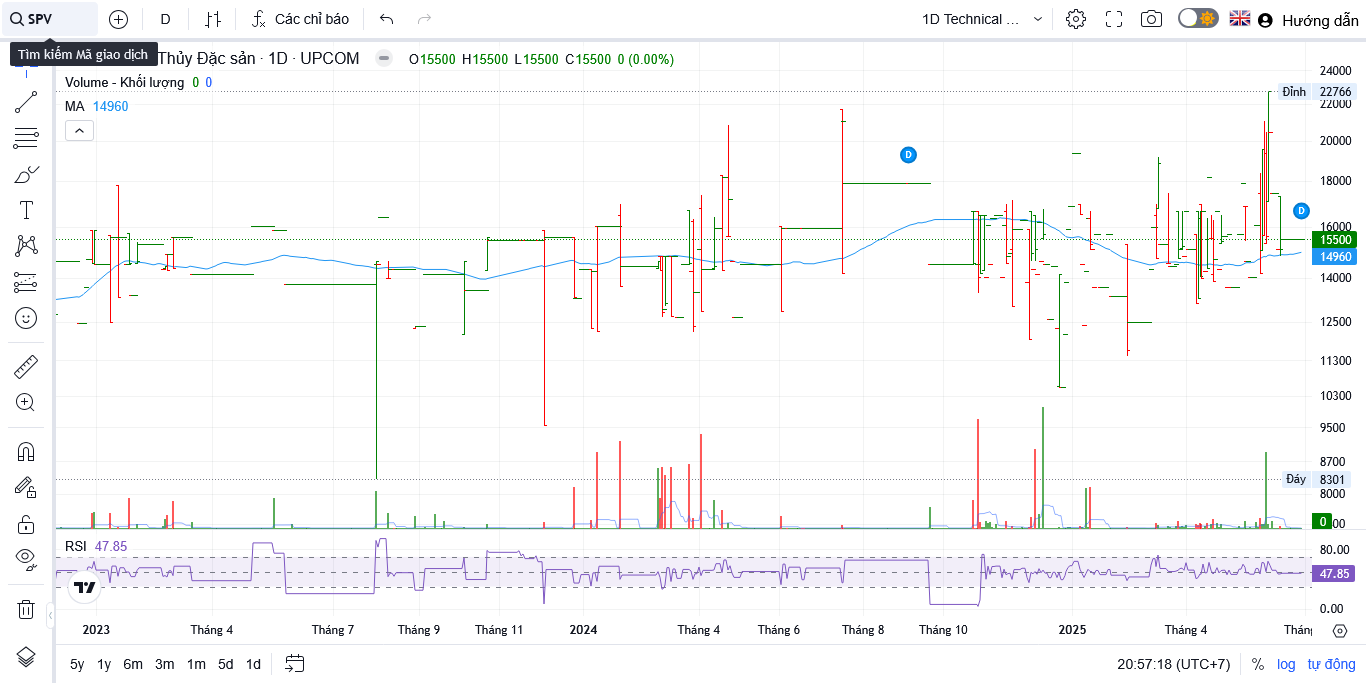 SPV D Các chỉ báo 1D Technical ... Hướng dẫn
Tìm kiếm Mã giao dịch
Thủy Đặc sản · 1D · UPCOM O15500 H15500 L15500 C15500 0 (0.00%)
Volume - Khối lượng 0 0
MA 14960
24000
Đỉnh 22766
22000
20000
18000
D
D
16000
15500
14960
14000
12500
11300
10300
9500
8700
Đáy 8301
8000
0
00
RSI 47.85
80.00
47.85
0.00
2023 Tháng 4 Tháng 7 Tháng 9 Tháng 11 2024 Tháng 4 Tháng 6 Tháng 8 Tháng 10 2025 Tháng 4 Thán
5y 1y 6m 3m 1m 5d 1d 20:57:18 (UTC+7) % log tự động